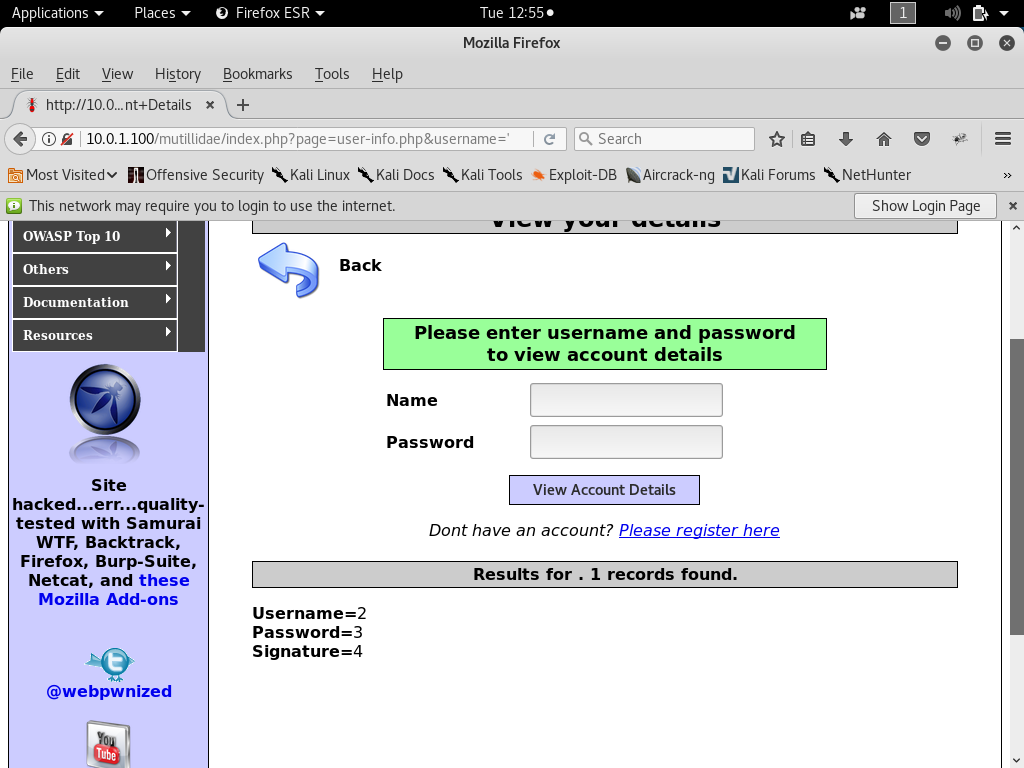 Applications Places Firefox ESR Tue 12:55 1
Mozilla Firefox
File Edit View History Bookmarks Tools Help
http://10.0...nt+Details
10.0.1.100/mutillidae/index.php?page=user-info.php&username=' Search
Most Visited Offensive Security Kali Linux Kali Docs Kali Tools Exploit-DB Aircrack-ng Kali Forums NetHunter »
This network may require you to login to use the internet. Show Login Page
OWASP Top 10
Others
Documentation
Resources
Site
hacked...err...quality-
tested with Samurai
WTF, Backtrack,
Firefox, Burp-Suite,
Netcat, and these
Mozilla Add-ons
@webpwnized
You
Tube
View your details
Back
Please enter username and password
to view account details
Name
Password
View Account Details
Dont have an account? Please register here
Results for . 1 records found.
Username=2
Password=3
Signature=4